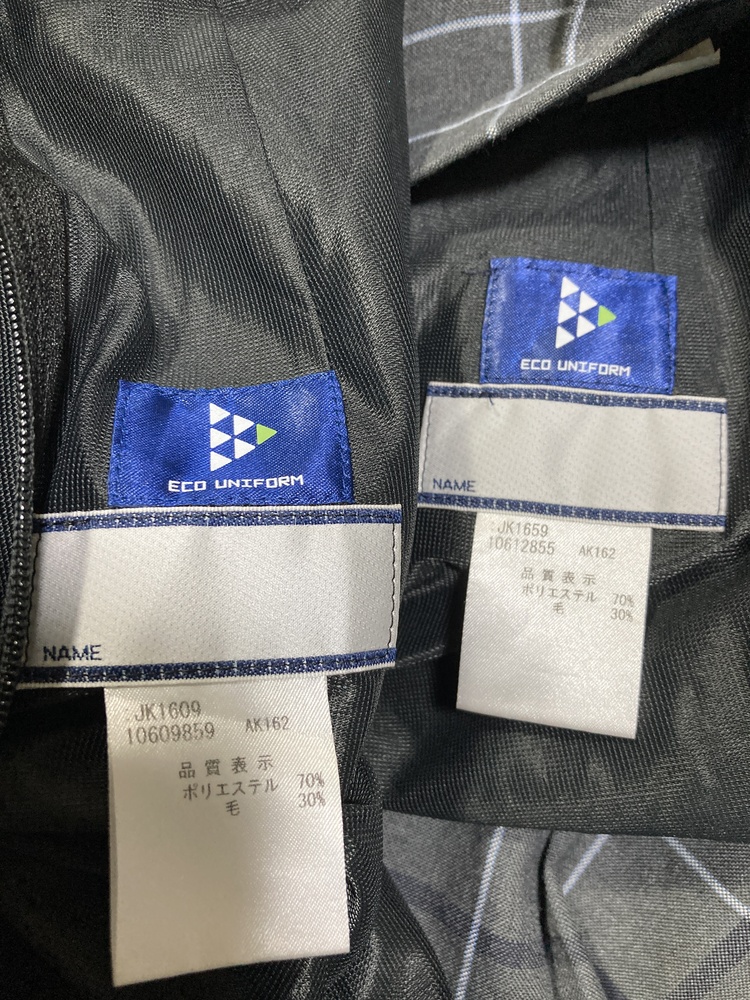 ECO UNIFORM
NAME
JK1609
10609859 AK162
品質表示
ポリエステル 70%
毛 30%
ECO UNIFORM
NAME
JK1659
10612855 AK162
品質表示
ポリエステル 70%
毛 30%